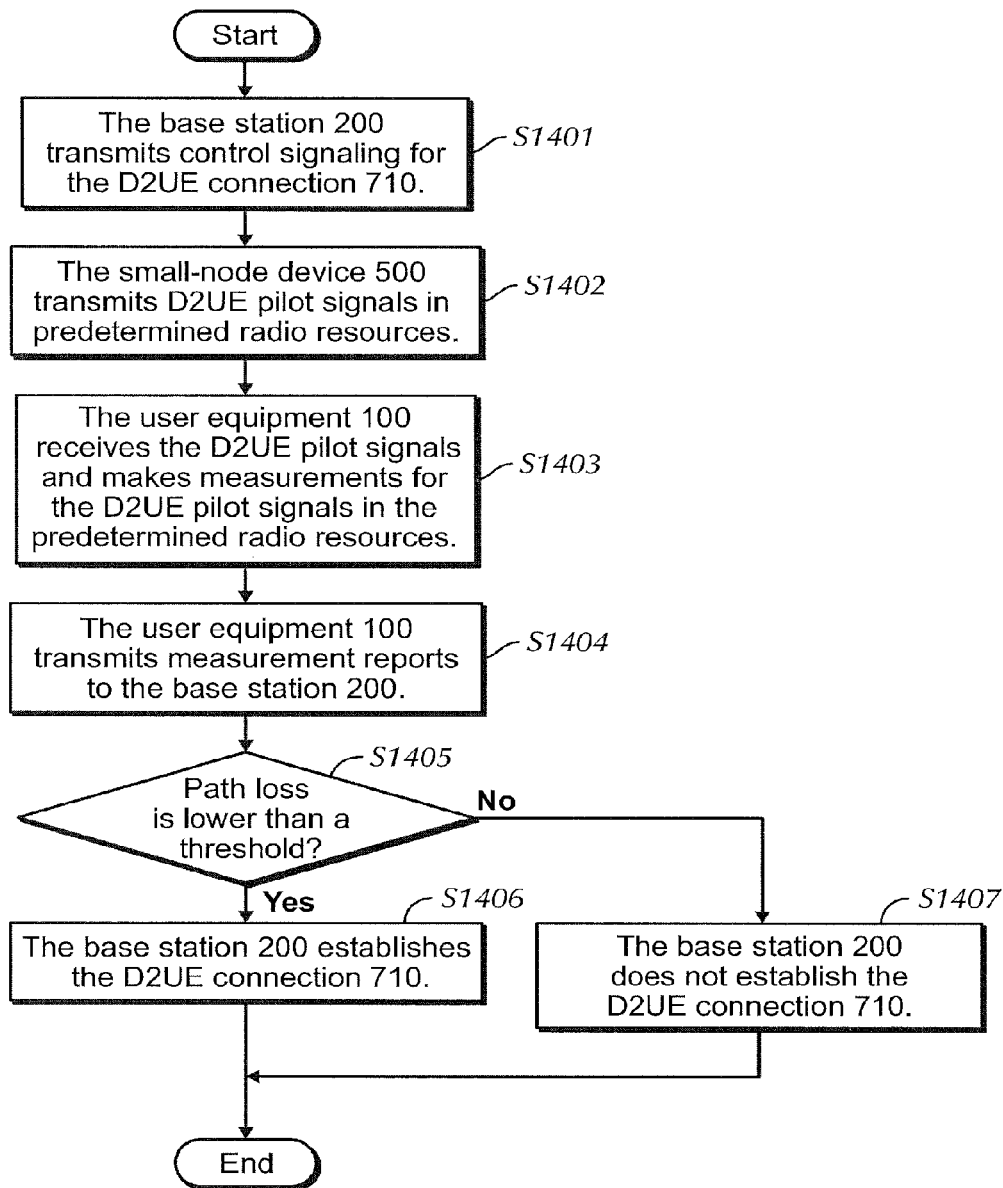 Start
The base station 200
transmits control signaling for
the D2UE connection 710.
S1401
The small-node device 500
transmits D2UE pilot signals in
predetermined radio resources.
S1402
The user equipment 100
receives the D2UE pilot signals
and makes measurements for
the D2UE pilot signals in the
predetermined radio resources.
S1403
The user equipment 100
transmits measurement reports
to the base station 200.
S1404
S1405
Path loss
is lower than a
threshold?
No
Yes
S1406
The base station 200 establishes
the D2UE connection 710.
S1407
The base station 200
does not establish the
D2UE connection 710.
End